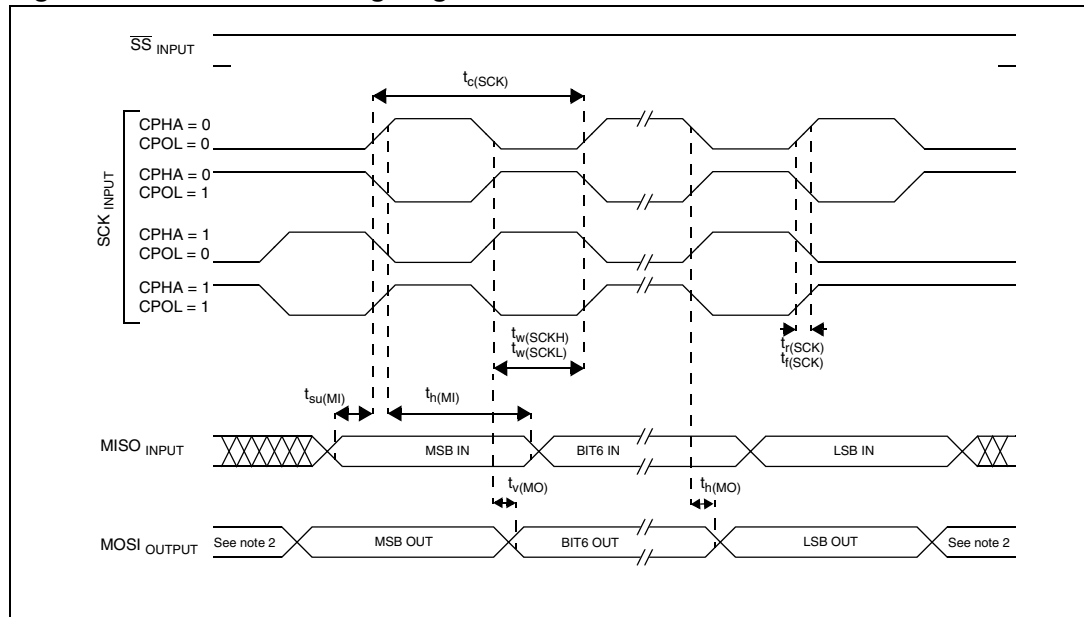 SS INPUT
tc(SCK)
SCK INPUT
CPHA = 0
CPOL = 0
CPHA = 0
CPOL = 1
CPHA = 1
CPOL = 0
CPHA = 1
CPOL = 1
tw(SCKH)
tw(SCKL)
tr(SCK)
tf(SCK)
tsu(MI)
th(MI)
MISO INPUT
MSB IN
BIT6 IN
LSB IN
tv(MO)
th(MO)
MOSI OUTPUT
See note 2
MSB OUT
BIT6 OUT
LSB OUT
See note 2